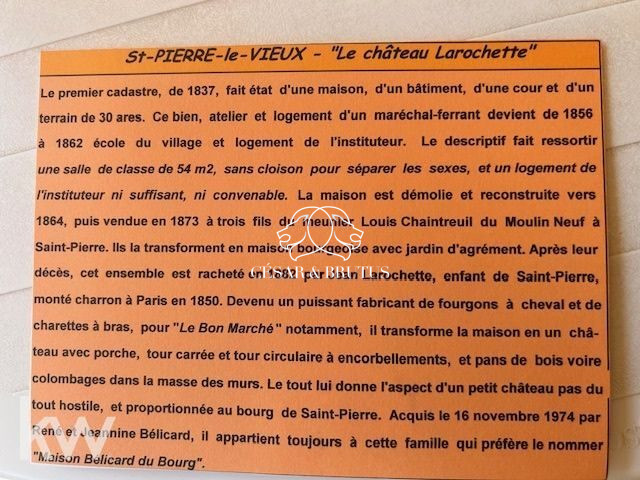 St-PIERRE-le-VIEUX - "Le château Larochette"
Le premier cadastre, de 1837, fait état d'une maison, d'un bâtiment, d'une cour et d'un
terrain de 30 ares. Ce bien, atelier et logement d'un maréchal-ferrant devient de 1856
à 1862 école du village et logement de l'instituteur. Le descriptif fait ressortir
une salle de classe de 54 m2, sans cloison pour séparer les sexes, et un logement de
l'instituteur ni suffisant, ni convenable. La maison est démolie et reconstruite vers
1864, puis vendue en 1873 à trois fils du Louis Chaintreuil du Moulin Neuf à
Saint-Pierre. Ils la transforment en maison bourgeoise avec jardin d'agrément. Après leur
décès, cet ensemble est racheté en par Jean Larochette, enfant de Saint-Pierre,
monté charron à Paris en 1850. Devenu un puissant fabricant de fourgons à cheval et de
charettes à bras, pour "Le Bon Marché" notamment, il transforme la maison en un châ-
teau avec porche, tour carrée et tour circulaire à encorbellements, et pans de bois voire
colombages dans la masse des murs. Le tout lui donne l'aspect d'un petit château pas du
tout hostile, et proportionnée au bourg de Saint-Pierre. Acquis le 16 novembre 1974 par
René et Jeannine Bélicard, il appartient toujours à cette famille qui préfère le nommer
"Maison Bélicard du Bourg".
CÉSAR & BRUTUS
KW